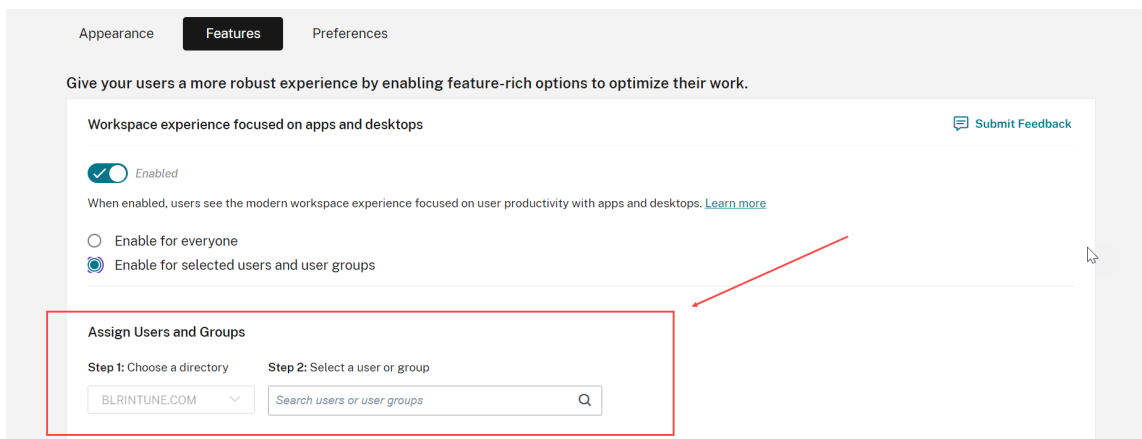 Appearance Features Preferences
Give your users a more robust experience by enabling feature-rich options to optimize their work.
Workspace experience focused on apps and desktops Submit Feedback
Enabled
When enabled, users see the modern workspace experience focused on user productivity with apps and desktops. Learn more
Enable for everyone
Enable for selected users and user groups
Assign Users and Groups
Step 1: Choose a directory Step 2: Select a user or group
BLRINTUNE.COM Search users or user groups